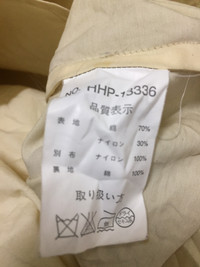 NO. HHP-13336
品質表示
表地 綿 70%
ナイロン 30%
別布 ナイロン 100%
裏地 綿 100%
取り扱い